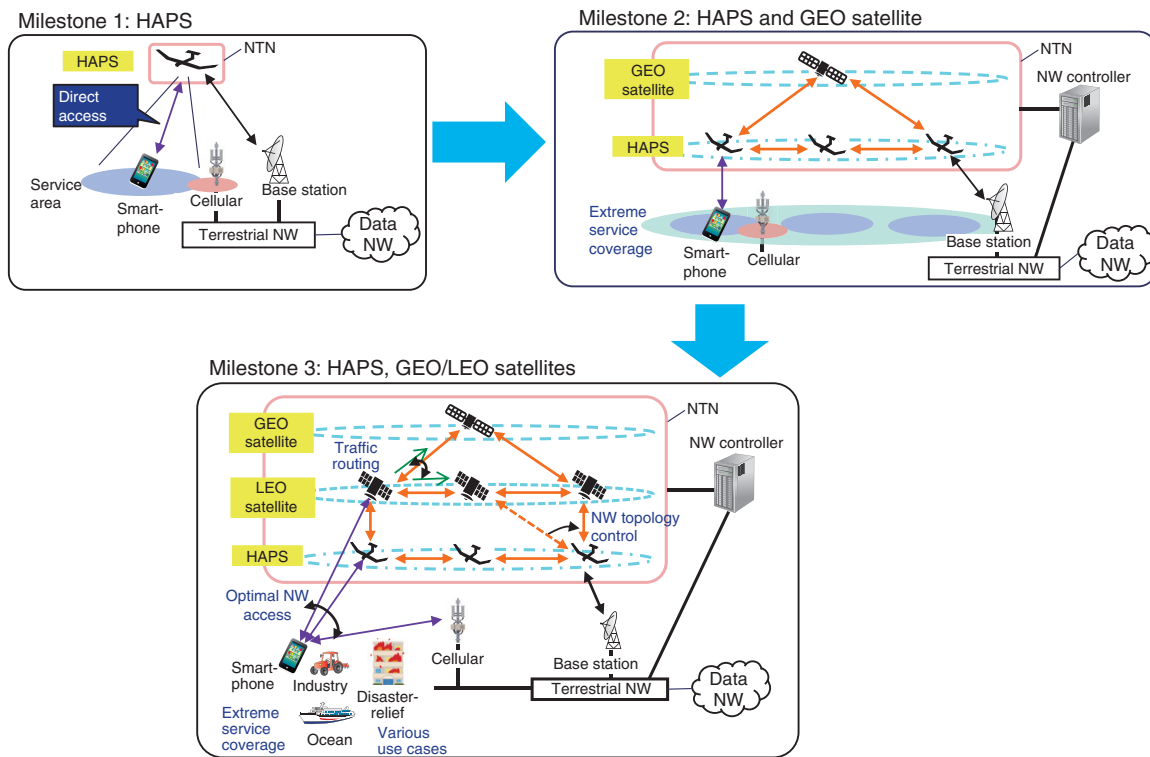 Milestone 1: HAPS
HAPS
NTN
Direct
access
Service
area
Smart-
phone
Cellular
Base station
Terrestrial NW
Data
NW
Milestone 2: HAPS and GEO satellite
NTN
GEO
satellite
NW controller
HAPS
Extreme
service
coverage
Smart-
phone
Cellular
Base station
Terrestrial NW
Data
NW
Milestone 3: HAPS, GEO/LEO satellites
NTN
GEO
satellite
Traffic
routing
NW controller
LEO
satellite
NW topology
control
HAPS
Optimal NW
access
Smart-
phone
Industry
Disaster-
relief
Cellular
Base station
Terrestrial NW
Data
NW
Extreme
service
coverage
Ocean
Various
use cases